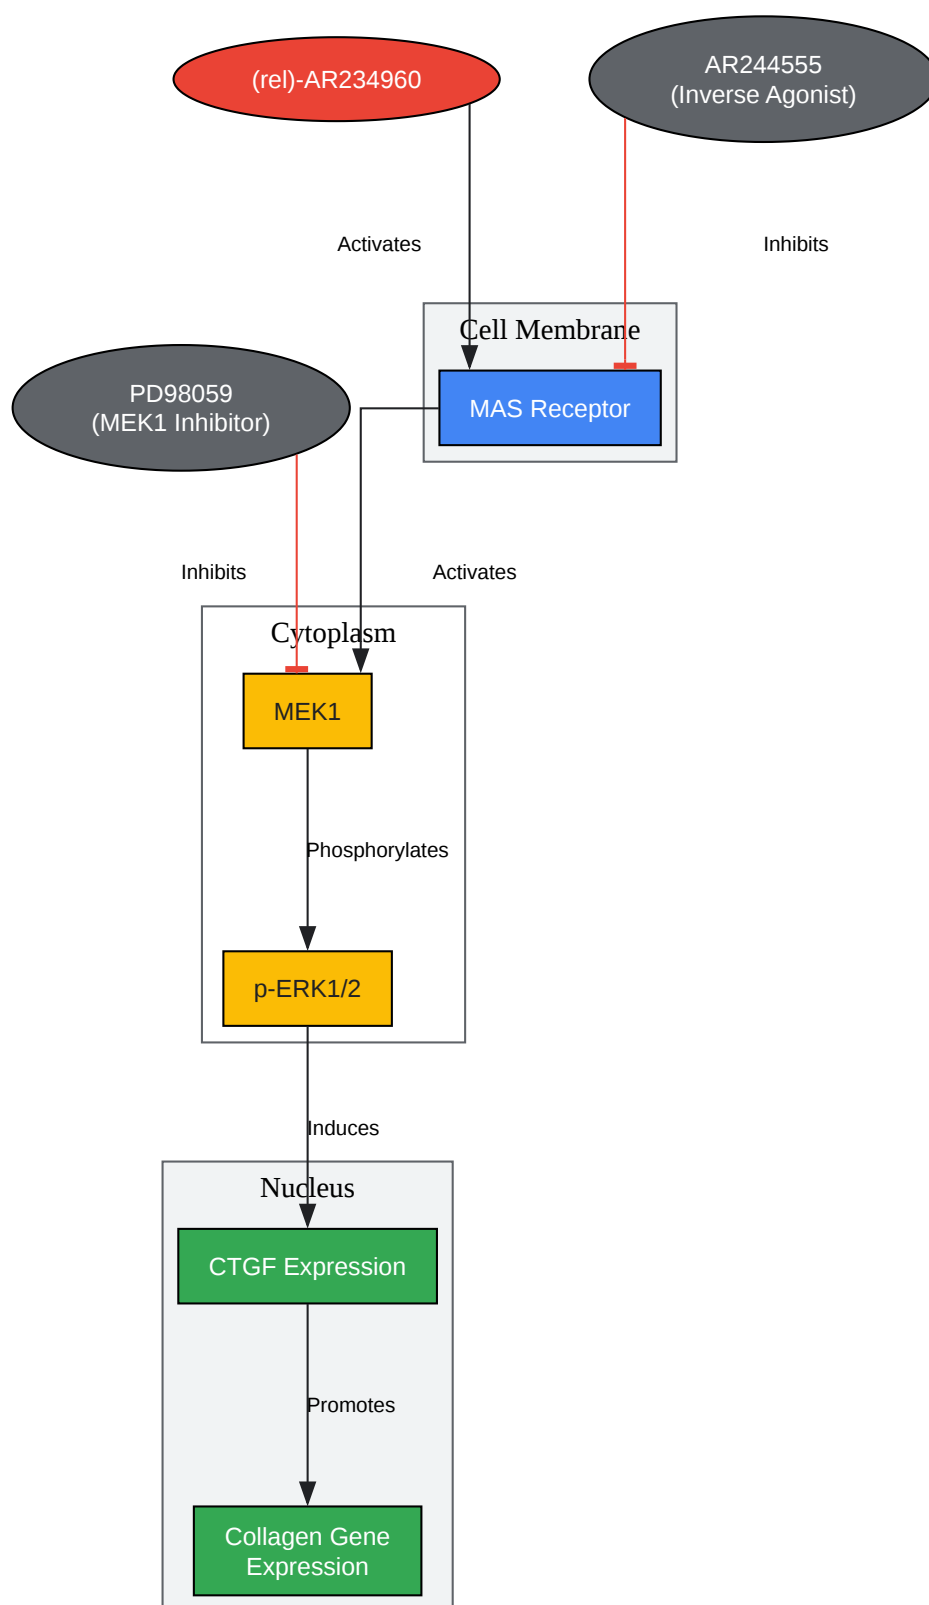 (rel)-AR234960
AR244555
(Inverse Agonist)
Activates
Inhibits
Cell Membrane
MAS Receptor
PD98059
(MEK1 Inhibitor)
Inhibits
Activates
Cytoplasm
MEK1
Phosphorylates
p-ERK1/2
Induces
Nucleus
CTGF Expression
Promotes
Collagen Gene
Expression